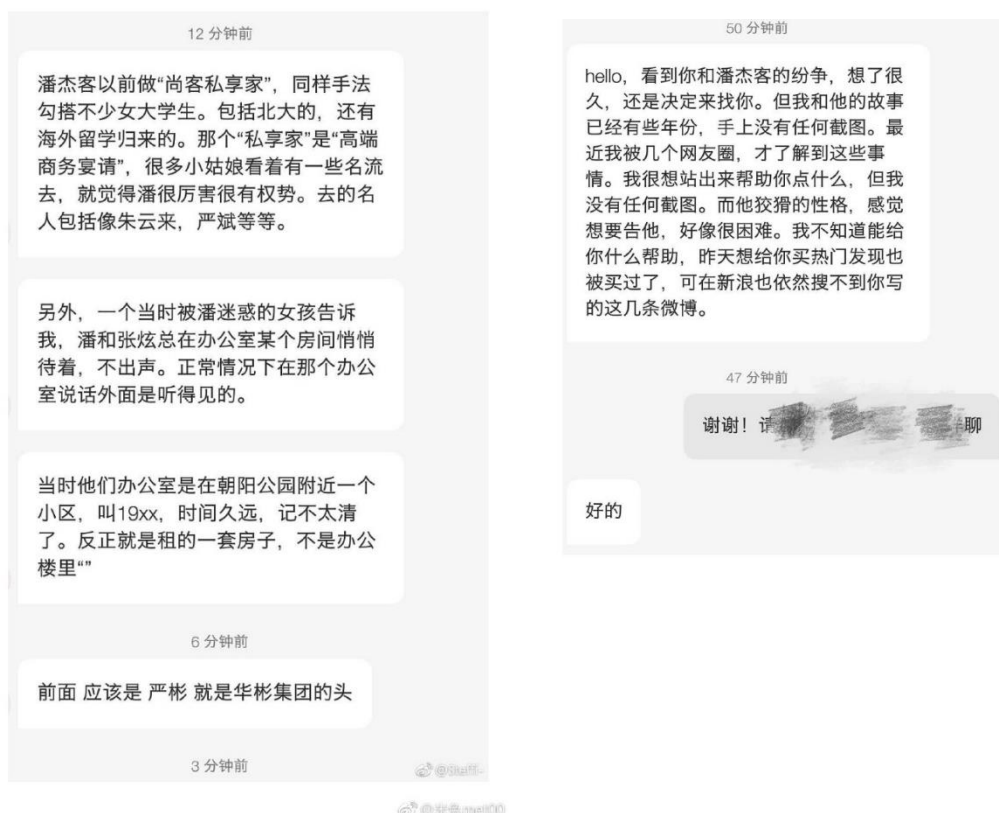 12 分钟前
潘杰客以前做“尚客私享家”，同样手法
勾搭不少女大学生。包括北大的，还有
海外留学归来的。那个“私享家”是“高端
商务宴请”，很多小姑娘看着有一些名流
去，就觉得潘很厉害很有权势。去的名
人包括像朱云来，严斌等等。
另外，一个当时被潘迷惑的女孩告诉
我，潘和张炫总在办公室某个房间悄悄
待着，不出声。正常情况下在那个办公
室说话外面是听得见的。
当时他们办公室是在朝阳公园附近一个
小区，叫19xx，时间久远，记不太清
了。反正就是租的一套房子，不是办公
楼里“”
6 分钟前
前面 应该是 严彬 就是华彬集团的头
3 分钟前
50 分钟前
hello，看到你和潘杰客的纷争，想了很
久，还是决定来找你。但我和他的故事
已经有些年份，手上没有任何截图。最
近我被几个网友圈，才了解到这些事
情。我很想站出来帮助你点什么，但我
没有任何截图。而他狡猾的性格，感觉
想要告他，好像很困难。我不知道能给
你什么帮助，昨天想给你买热门发现也
被买过了，可在新浪也依然搜不到你写
的这几条微博。
47 分钟前
谢谢！请 聊
好的